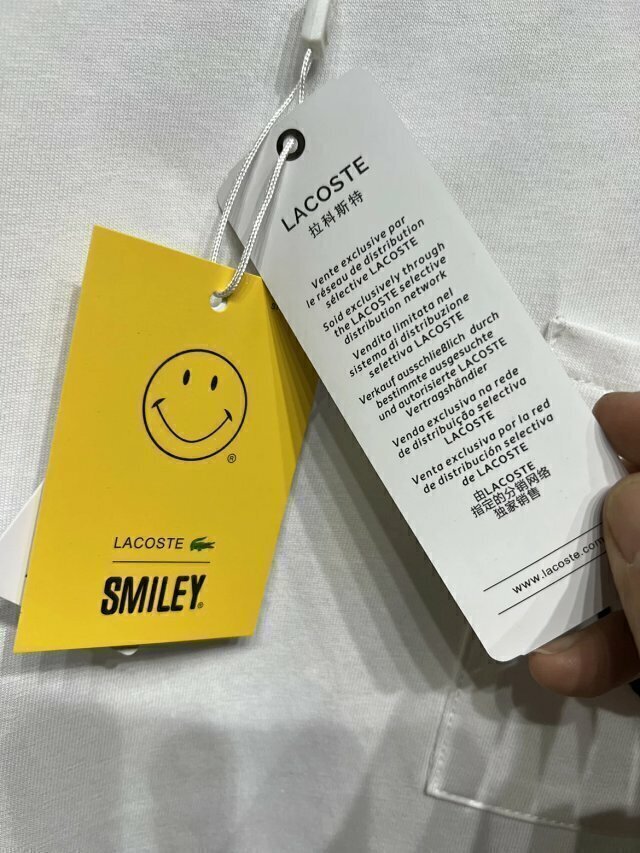 LACOSTE
SMILEY®
®
LACOSTE
拉科斯特
Vente exclusive par
le réseau de distribution
sélective LACOSTE
Sold exclusively through
the LACOSTE selective
distribution network
Vendita limitata nel
sistema di distribuzione
selettiva LACOSTE
Verkauf ausschließlich durch
bestimmte ausgesuchte
und autorisierte LACOSTE
Vertragshändler
Venda exclusiva na rede
de distribuição selectiva
LACOSTE
Venta exclusiva por la red
de distribución selectiva
de LACOSTE
由LACOSTE
指定的分销网络
独家销售
www.lacoste.com